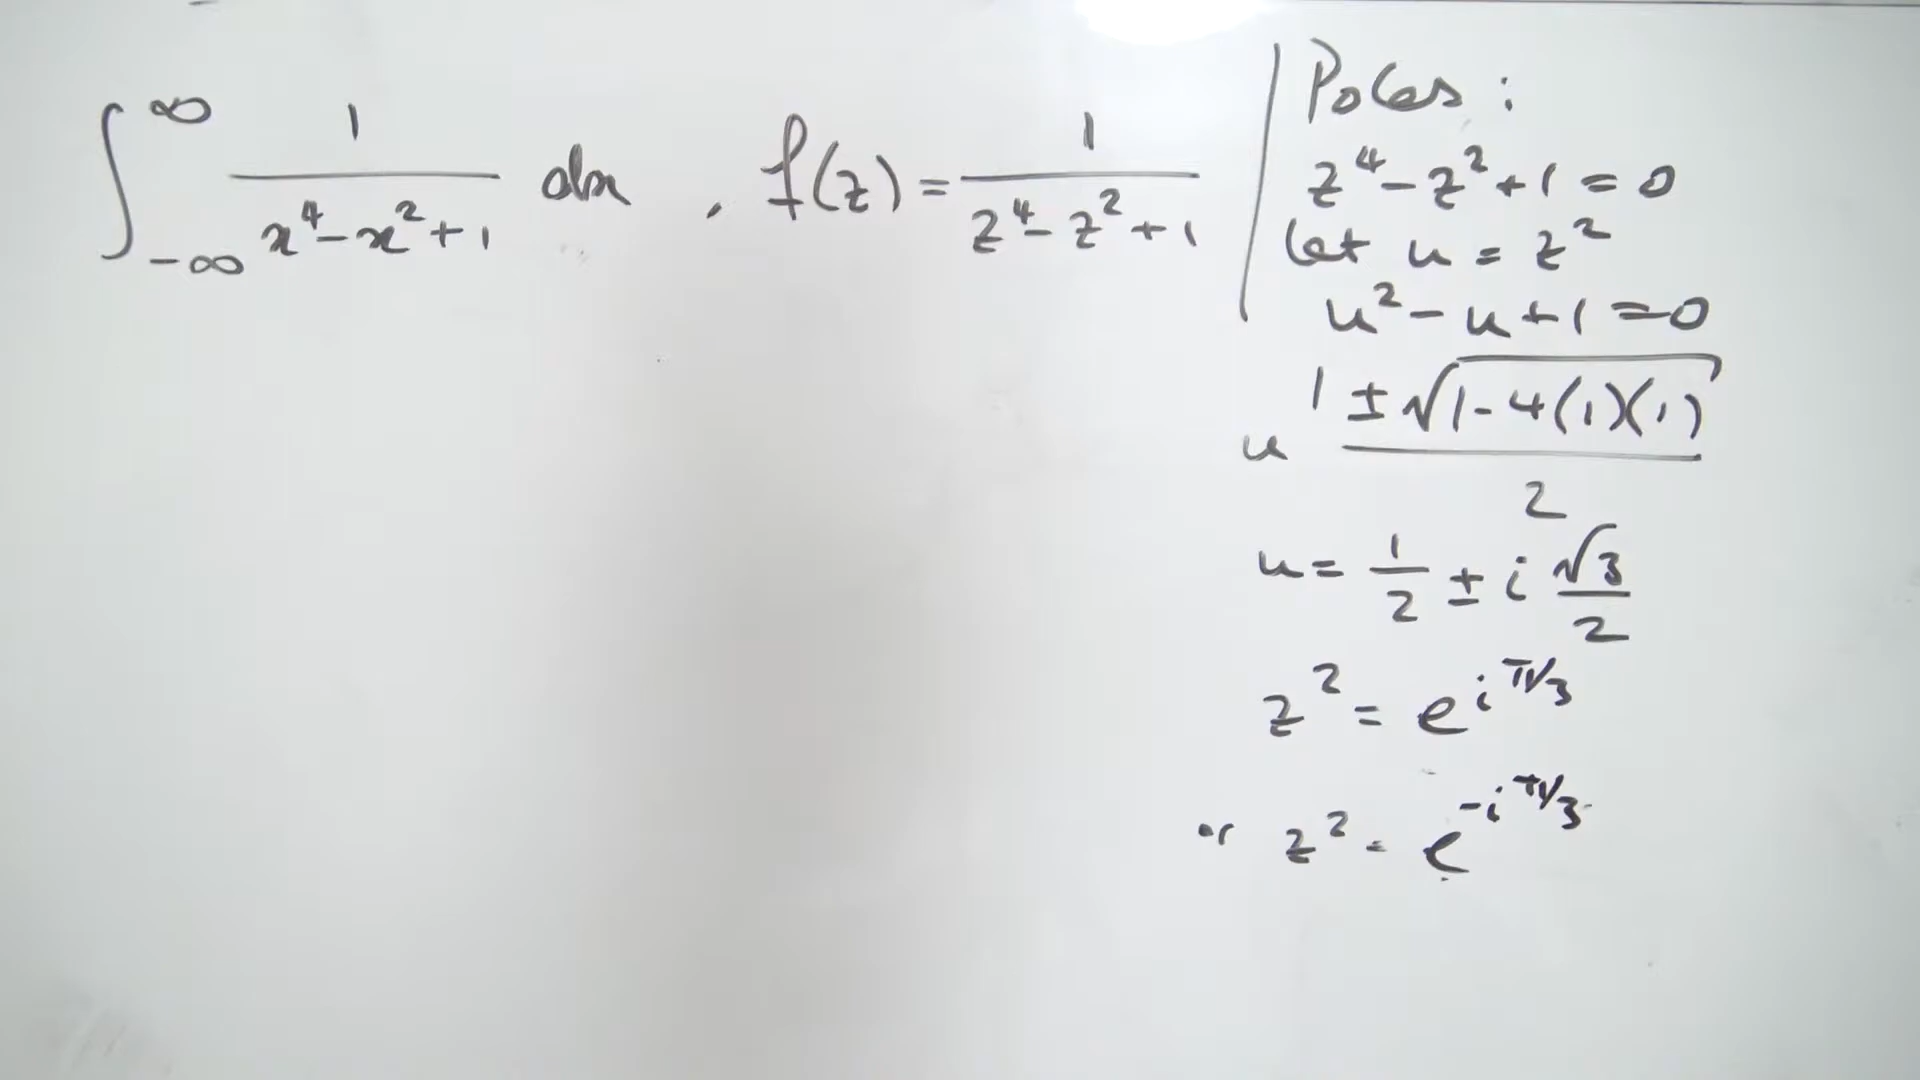 ∫_{-∞}^{∞} 1/(x⁴-x²+1) dx , f(z) = 1/(z⁴-z²+1)
Poles :
z⁴-z²+1=0
let u = z²
u²-u+1=0
u (1±√(1-4(1)(1)))/2
u = 1/2 ± i √3/2
z² = e^{iπ/3}
or z² = e^{-iπ/3}